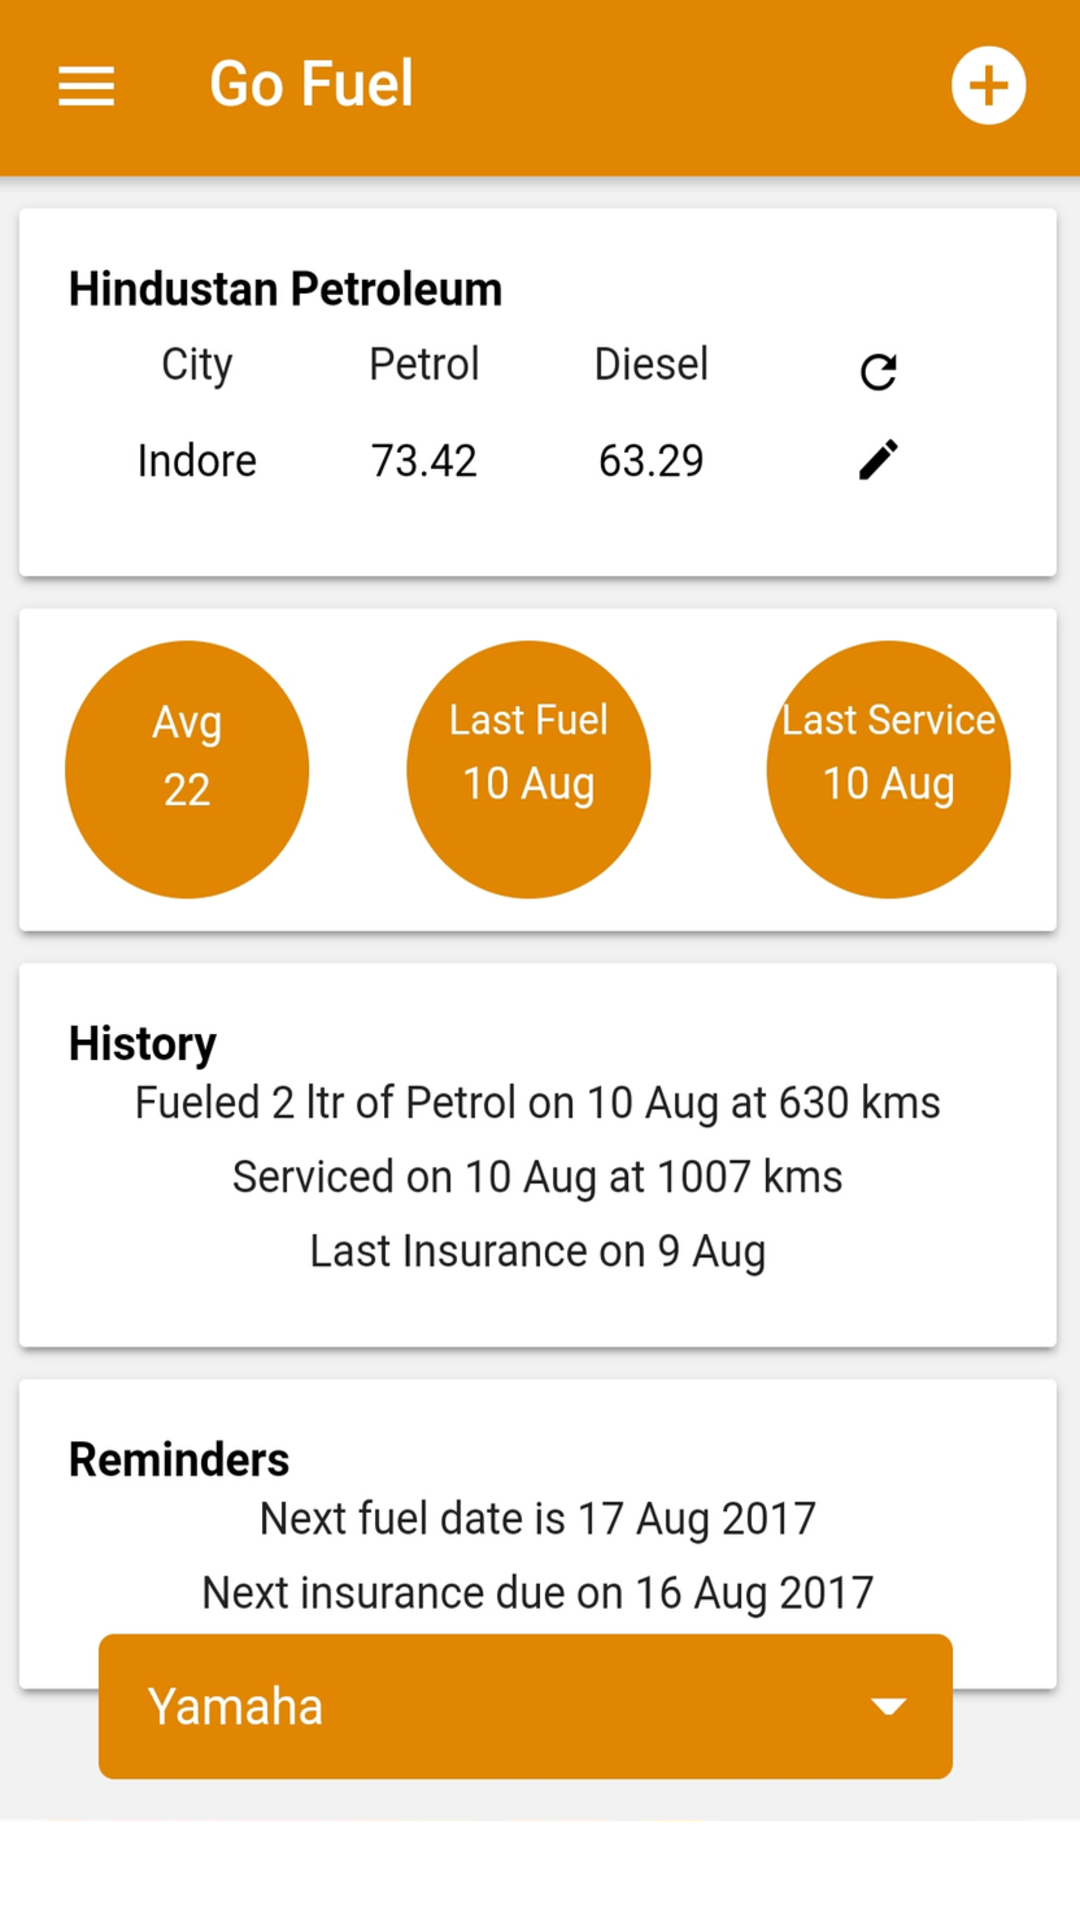 Go Fuel
Hindustan Petroleum
City Petrol Diesel
Indore 73.42 63.29
Avg
22
Last Fuel
10 Aug
Last Service
10 Aug
History
Fueled 2 ltr of Petrol on 10 Aug at 630 kms
Serviced on 10 Aug at 1007 kms
Last Insurance on 9 Aug
Reminders
Next fuel date is 17 Aug 2017
Next insurance due on 16 Aug 2017
Yamaha